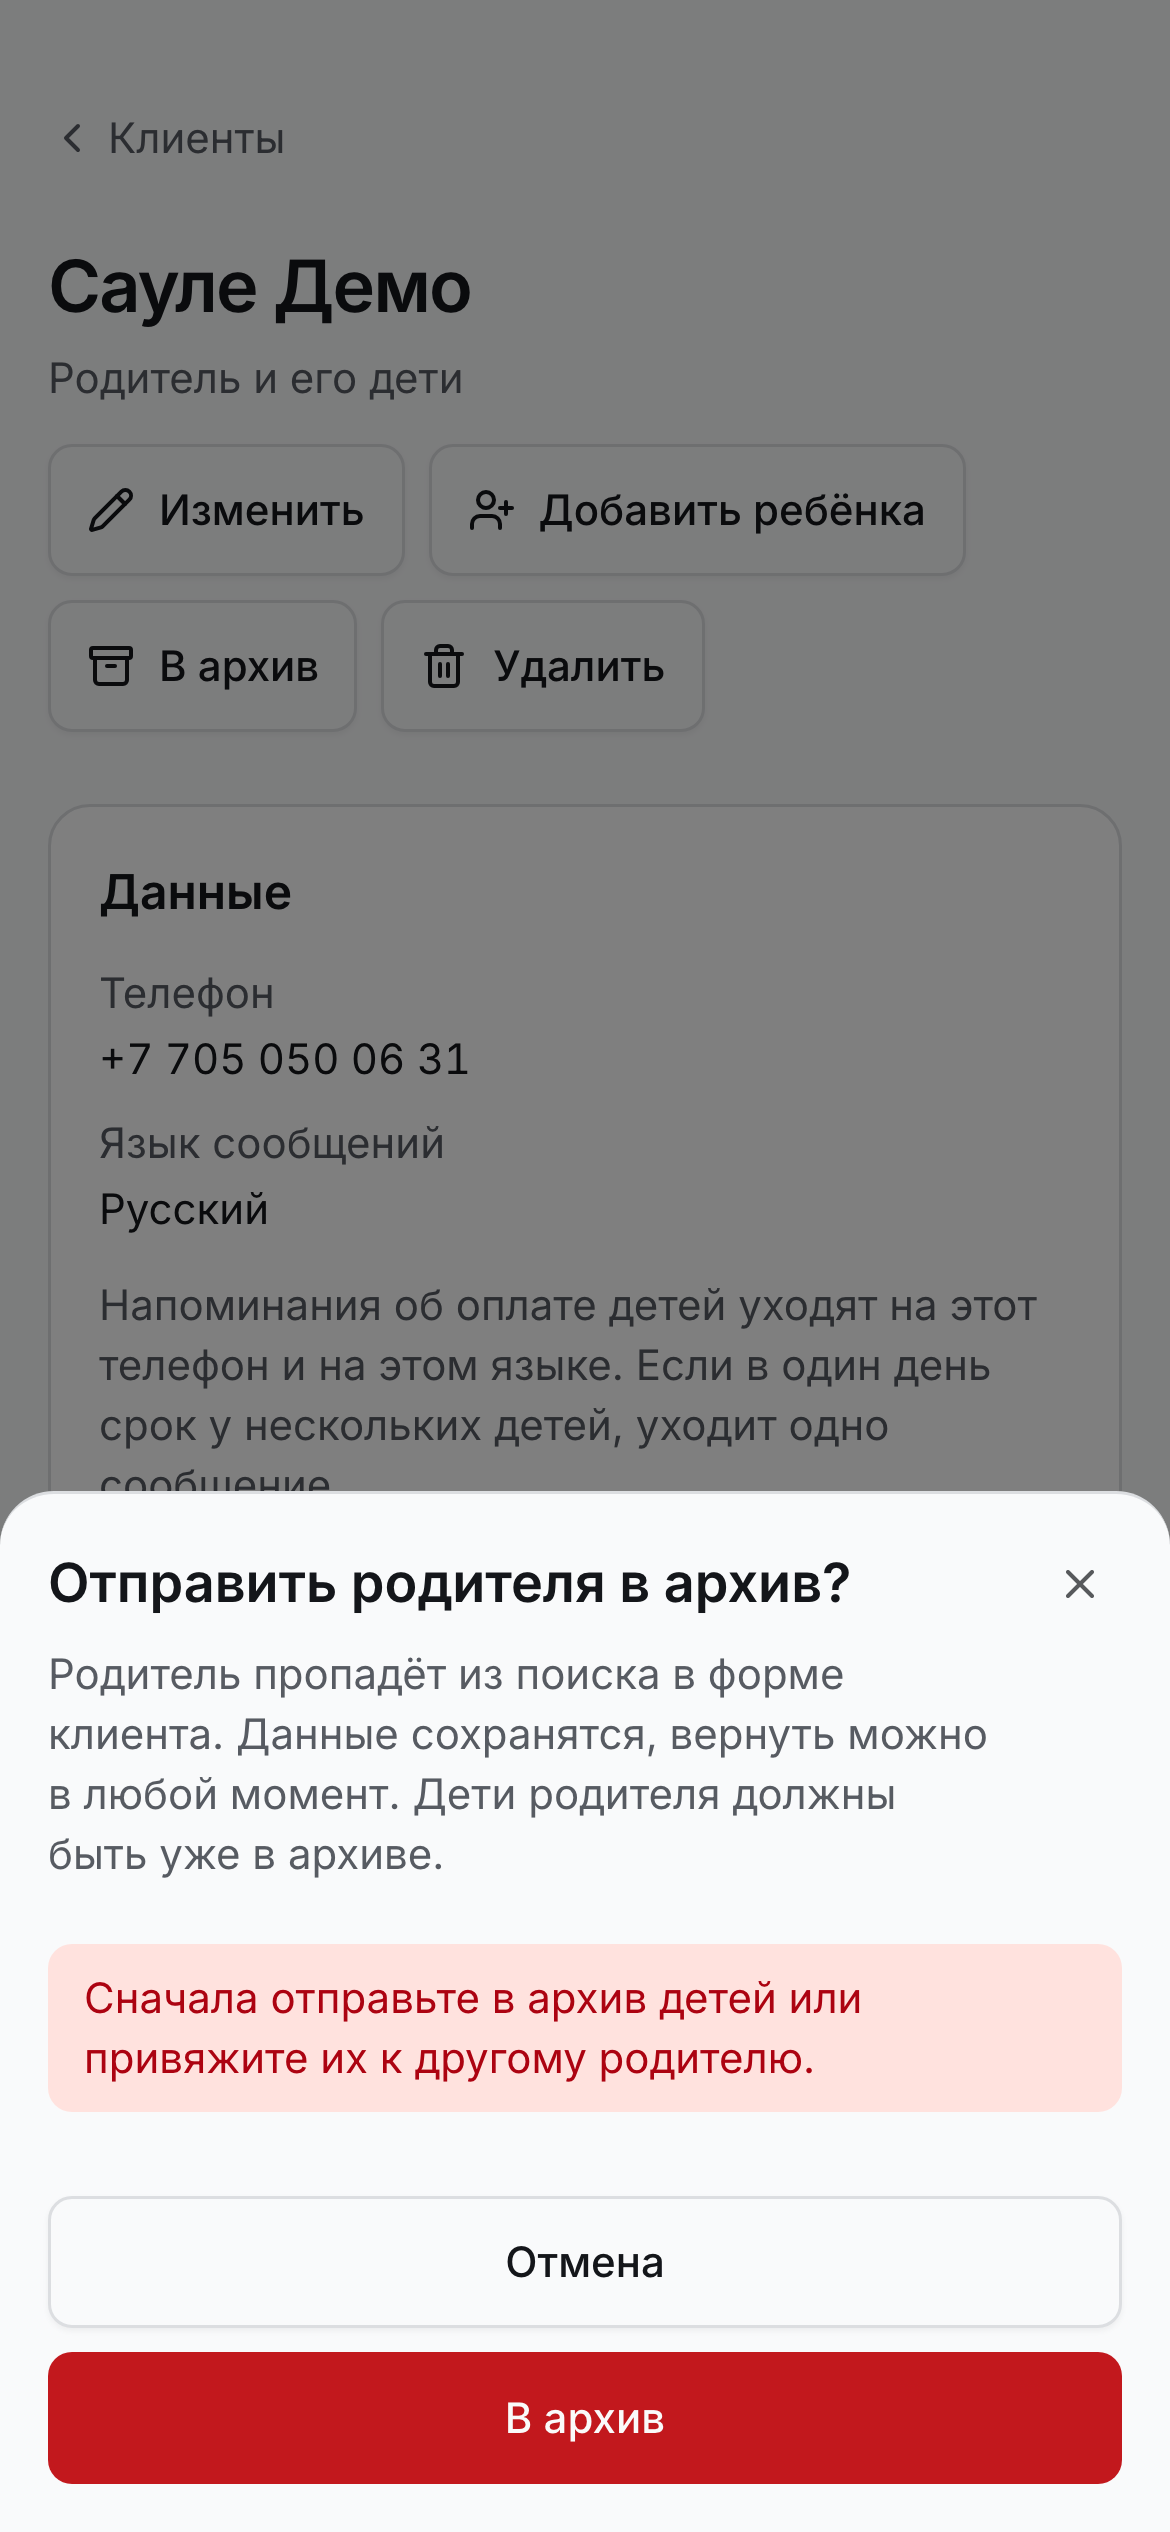 Клиенты
Сауле Демо
Родитель и его дети
Изменить
Добавить ребёнка
В архив
Удалить
Данные
Телефон
+7 705 050 06 31
Язык сообщений
Русский
Напоминания об оплате детей уходят на этот
телефон и на этом языке. Если в один день
срок у нескольких детей, уходит одно
сообщение
Отправить родителя в архив?
Родитель пропадёт из поиска в форме
клиента. Данные сохранятся, вернуть можно
в любой момент. Дети родителя должны
быть уже в архиве.
Сначала отправьте в архив детей или
привяжите их к другому родителю.
Отмена
В архив